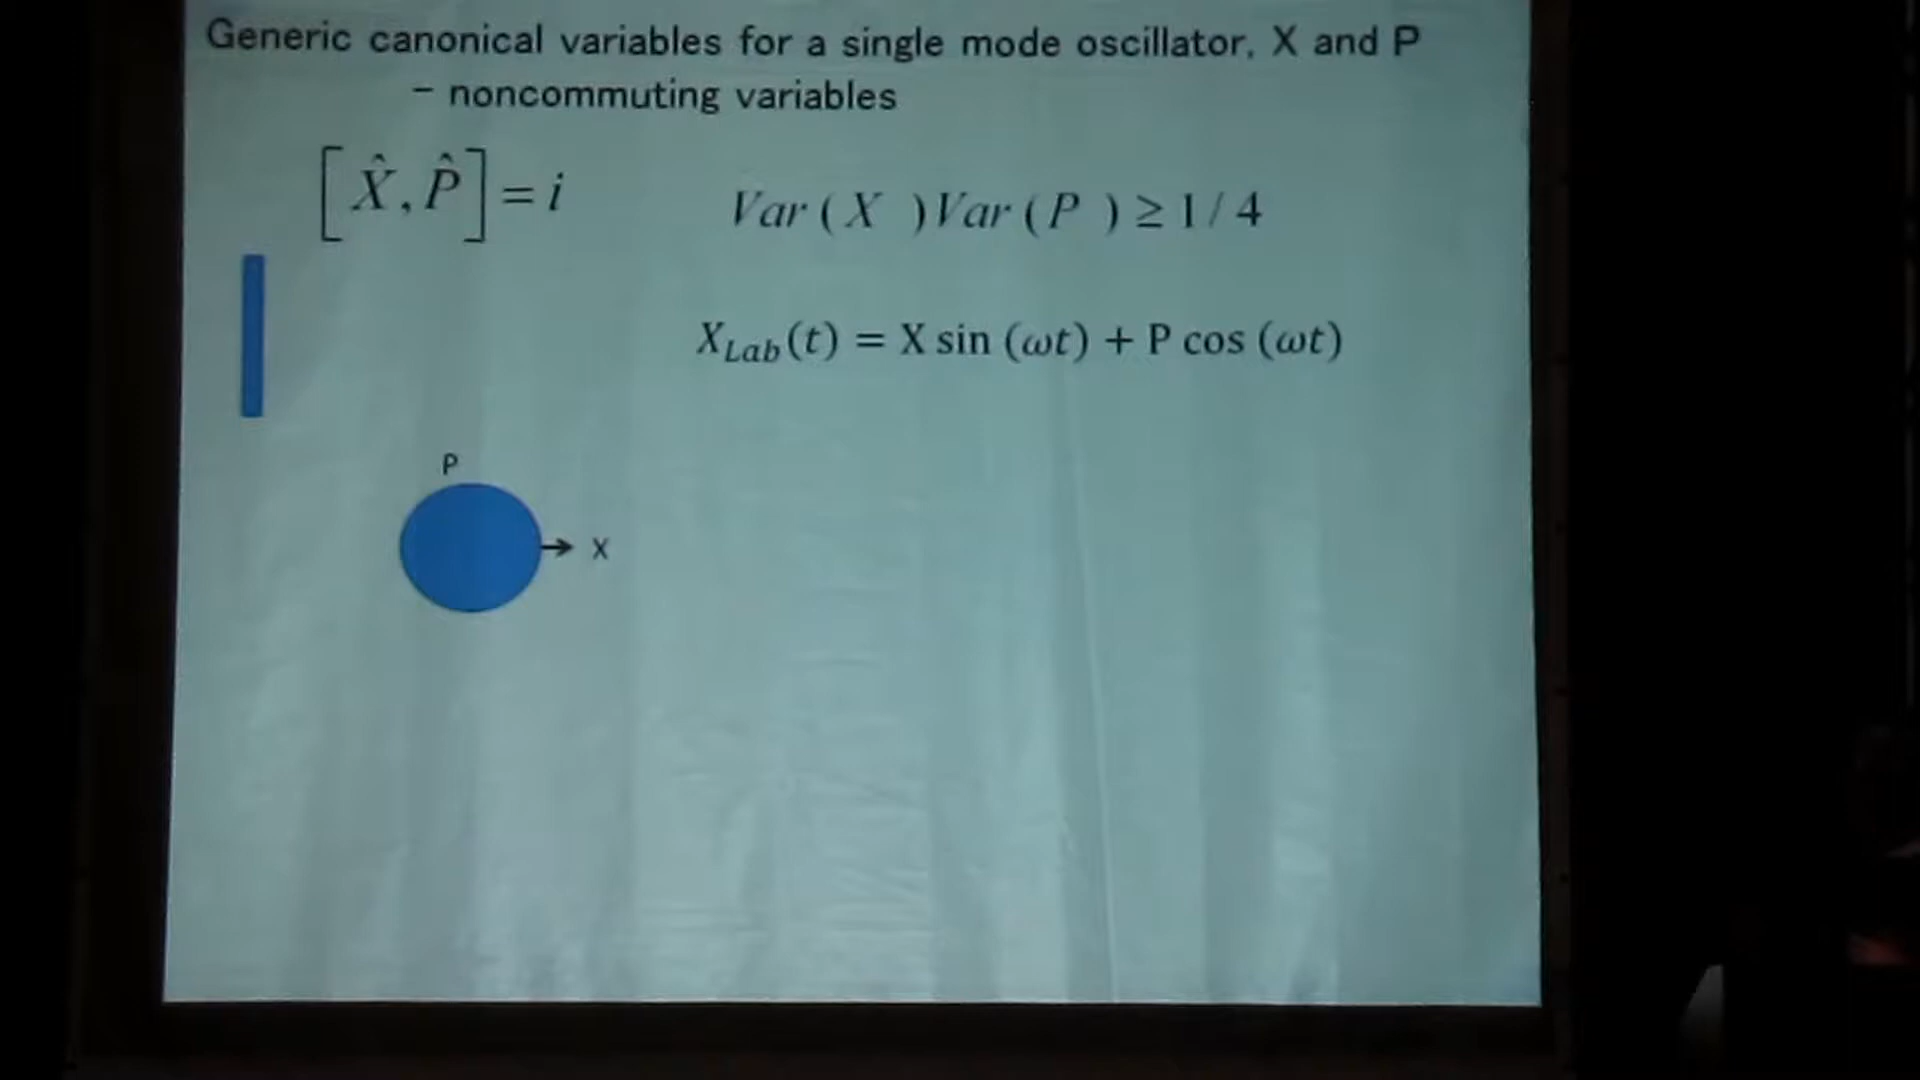 Generic canonical variables for a single mode oscillator, X and P
– noncommuting variables
[X̂, P̂] = i
Var ( X ) Var ( P ) ≥ 1 / 4
X_Lab(t) = X sin (ωt) + P cos (ωt)
P
X